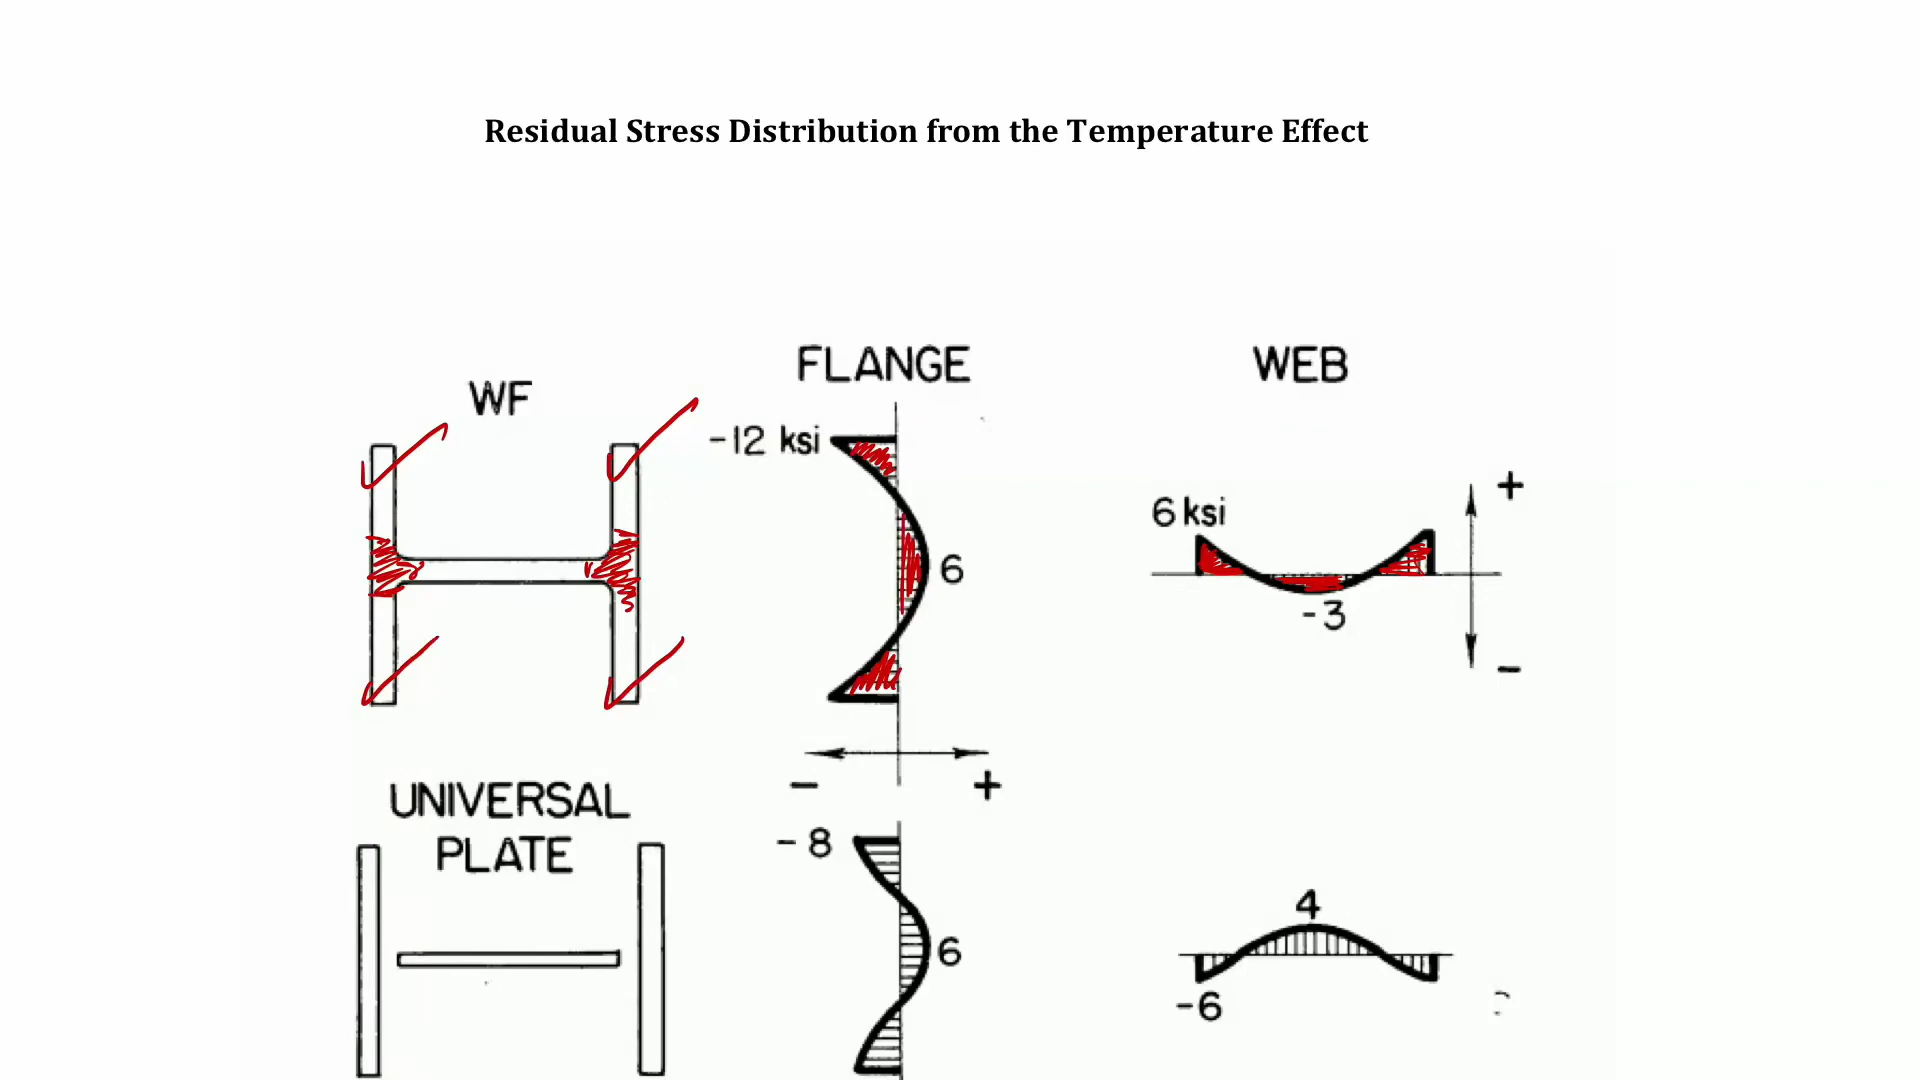 Residual Stress Distribution from the Temperature Effect
WF
FLANGE
WEB
-12 ksi
6
6 ksi
-3
+
-
- +
UNIVERSAL
PLATE
-8
6
4
-6